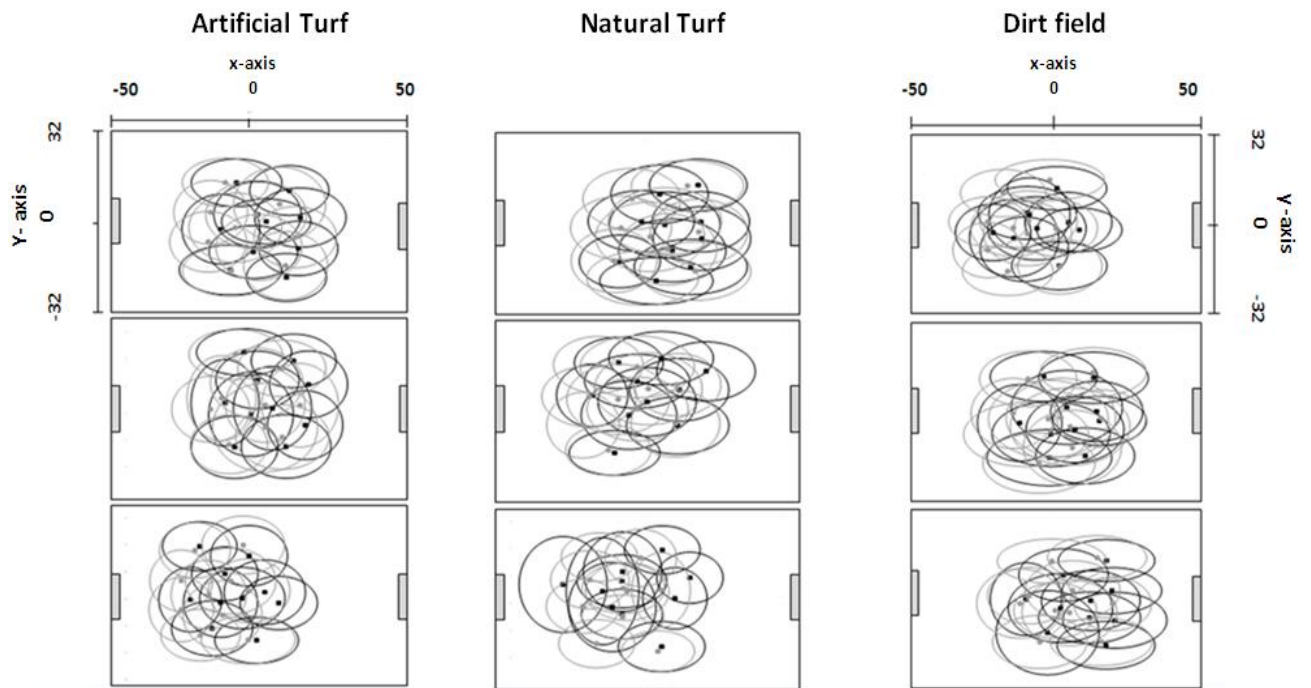 Artificial Turf Natural Turf Dirt field
x-axis x-axis
-50 0 50 -50 0 50
32
0
-32
Y- axis
32
0
-32
Y -axis